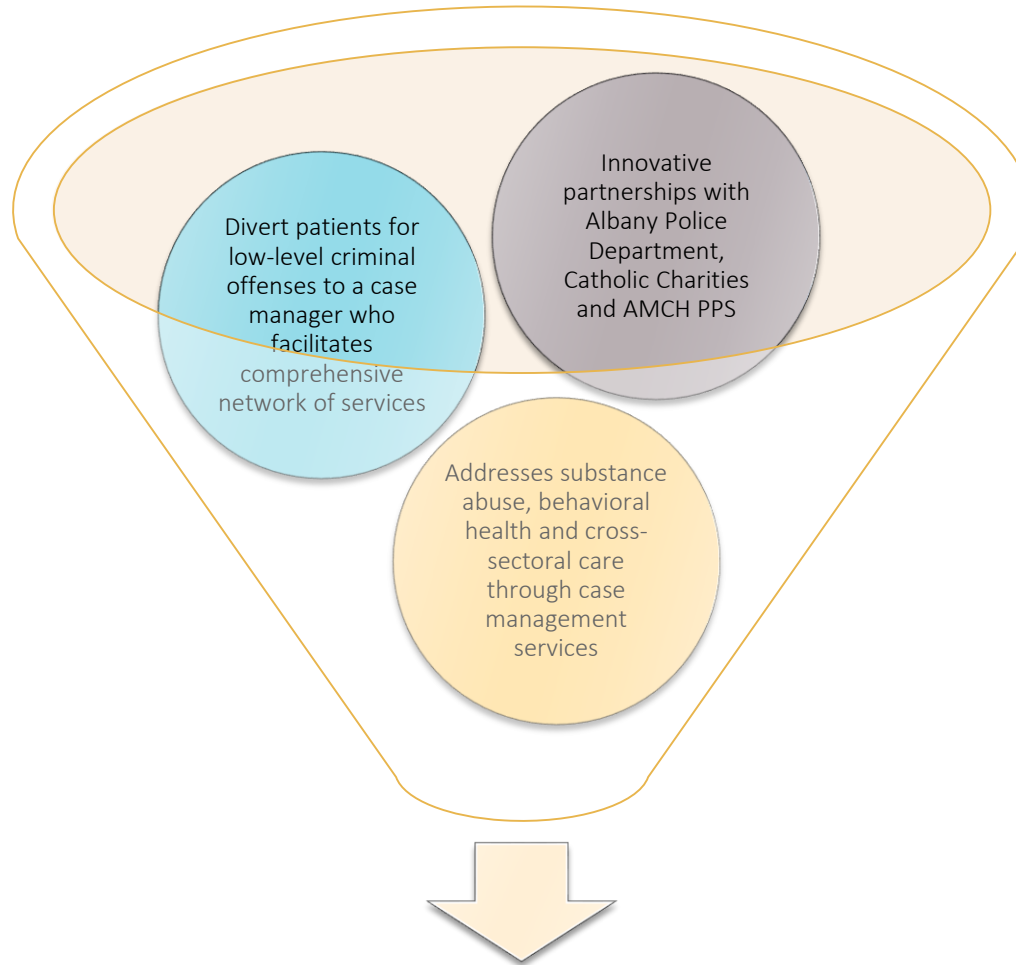 Divert patients for
low-level criminal
offenses to a case
manager who
facilitates
comprehensive
network of services
Innovative
partnerships with
Albany Police
Department,
Catholic Charities
and AMCH PPS
Addresses substance
abuse, behavioral
health and cross-
sectoral care
through case
management
services